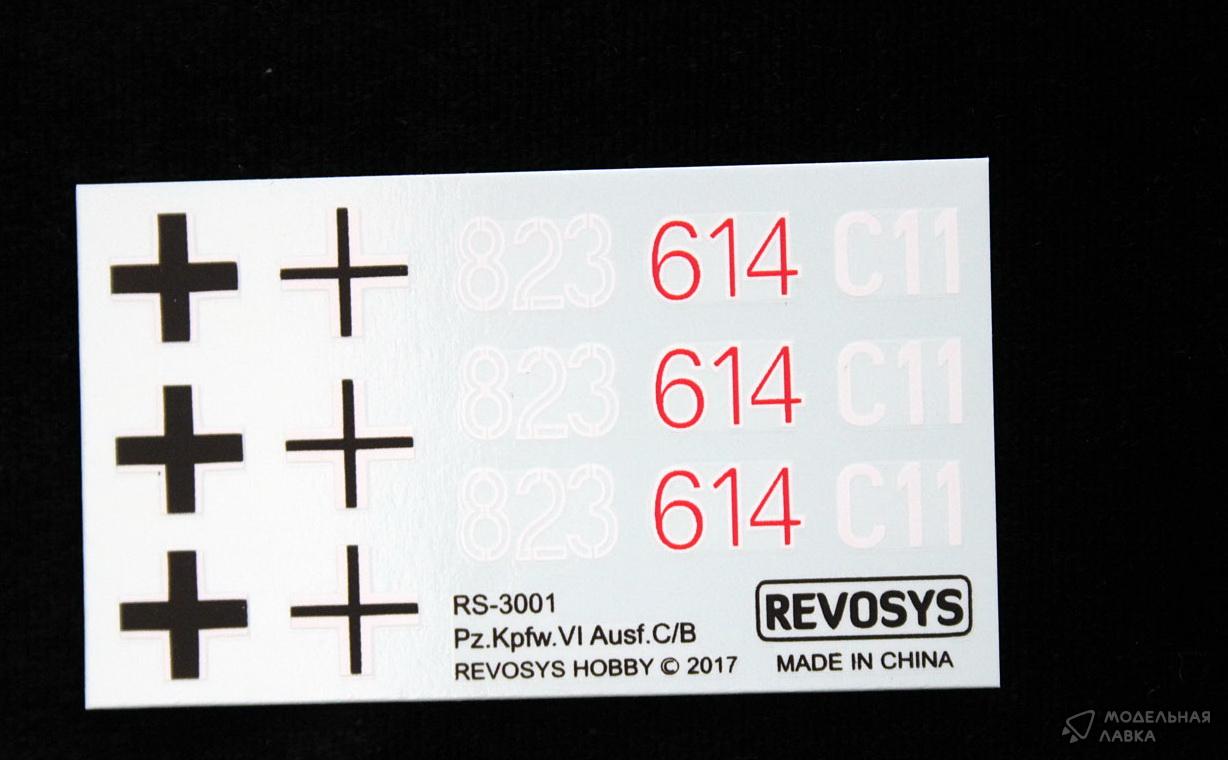 823 614 C11
823 614 C11
823 614 C11
RS-3001
Pz.Kpfw.VI Ausf.C/B
REVOSYS HOBBY © 2017
REVOSYS
MADE IN CHINA
МОДЕЛЬНАЯ
ЛАВКА